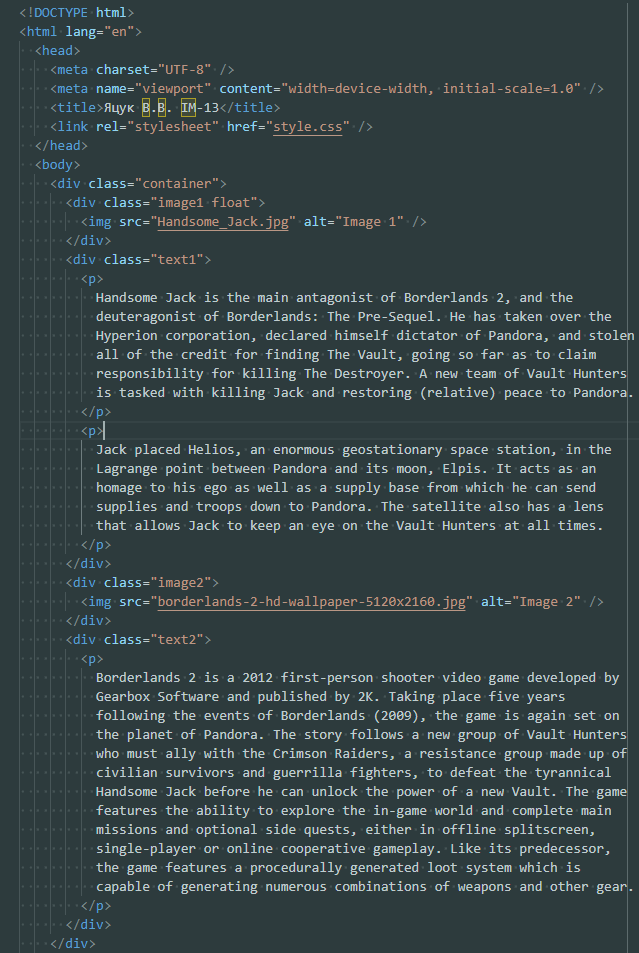 <!DOCTYPE html>
<html lang="en">
<head>
<meta charset="UTF-8" />
<meta name="viewport" content="width=device-width, initial-scale=1.0" />
<title>Яцук В.В. ІМ-13</title>
<link rel="stylesheet" href="style.css" />
</head>
<body>
<div class="container">
<div class="image1 float">
<img src="Handsome_Jack.jpg" alt="Image 1" />
</div>
<div class="text1">
<p>
Handsome Jack is the main antagonist of Borderlands 2, and the
deuteragonist of Borderlands: The Pre-Sequel. He has taken over the
Hyperion corporation, declared himself dictator of Pandora, and stolen
all of the credit for finding The Vault, going so far as to claim
responsibility for killing The Destroyer. A new team of Vault Hunters
is tasked with killing Jack and restoring (relative) peace to Pandora.
</p>
<p>
Jack placed Helios, an enormous geostationary space station, in the
Lagrange point between Pandora and its moon, Elpis. It acts as an
homage to his ego as well as a supply base from which he can send
supplies and troops down to Pandora. The satellite also has a lens
that allows Jack to keep an eye on the Vault Hunters at all times.
</p>
</div>
<div class="image2">
<img src="borderlands-2-hd-wallpaper-5120x2160.jpg" alt="Image 2" />
</div>
<div class="text2">
<p>
Borderlands 2 is a 2012 first-person shooter video game developed by
Gearbox Software and published by 2K. Taking place five years
following the events of Borderlands (2009), the game is again set on
the planet of Pandora. The story follows a new group of Vault Hunters
who must ally with the Crimson Raiders, a resistance group made up of
civilian survivors and guerrilla fighters, to defeat the tyrannical
Handsome Jack before he can unlock the power of a new Vault. The game
features the ability to explore the in-game world and complete main
missions and optional side quests, either in offline splitscreen,
single-player or online cooperative gameplay. Like its predecessor,
the game features a procedurally generated loot system which is
capable of generating numerous combinations of weapons and other gear.
</p>
</div>
</div>